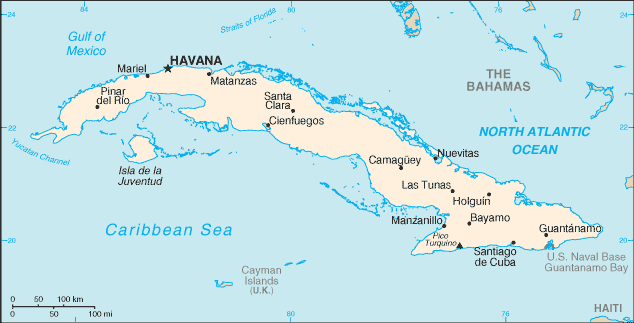 84
80
76
24
24
Straits of Florida
Gulf of
Mexico
HAVANA
Mariel
Matanzas
THE
BAHAMAS
Pinar
del Río
Santa
Clara
Cienfuegos
22
22
NORTH ATLANTIC
OCEAN
Yucatan Channel
Isla de la
Juventud
Camagüey
Nuevitas
Las Tunas
Holguín
Caribbean Sea
Manzanillo
Bayamo
Guantánamo
20
20
Pico
Turquino
Santiago
de Cuba
U.S. Naval Base
Guantanamo Bay
Cayman
Islands
(U.K.)
0 50 100 km
0 50 100 mi
80
76
HAITI